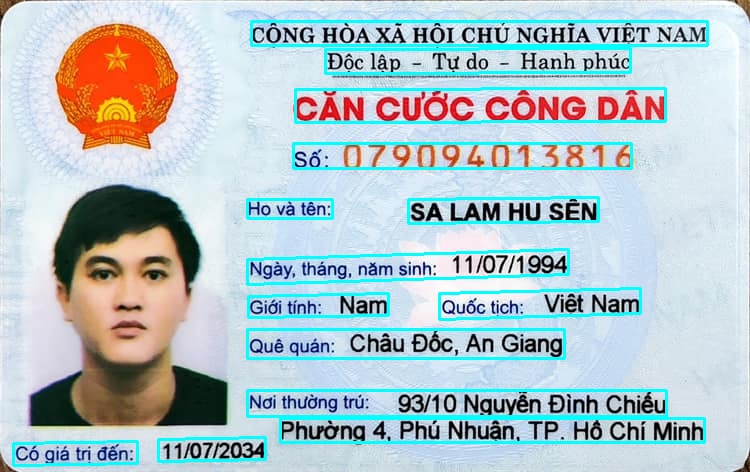 CỘNG HÒA XÃ HỘI CHỦ NGHĨA VIỆT NAM
Độc lập - Tự do - Hanh phúc
CĂN CƯỚC CÔNG DÂN
Số: 079094013816
Họ và tên: SA LAM HU SÊN
Ngày, tháng, năm sinh: 11/07/1994
Giới tính: Nam Quốc tịch: Việt Nam
Quê quán: Châu Đốc, An Giang
Nơi thường trú: 93/10 Nguyễn Đình Chiểu
Phường 4, Phú Nhuận, TP. Hồ Chí Minh
Có giá trị đến: 11/07/2034